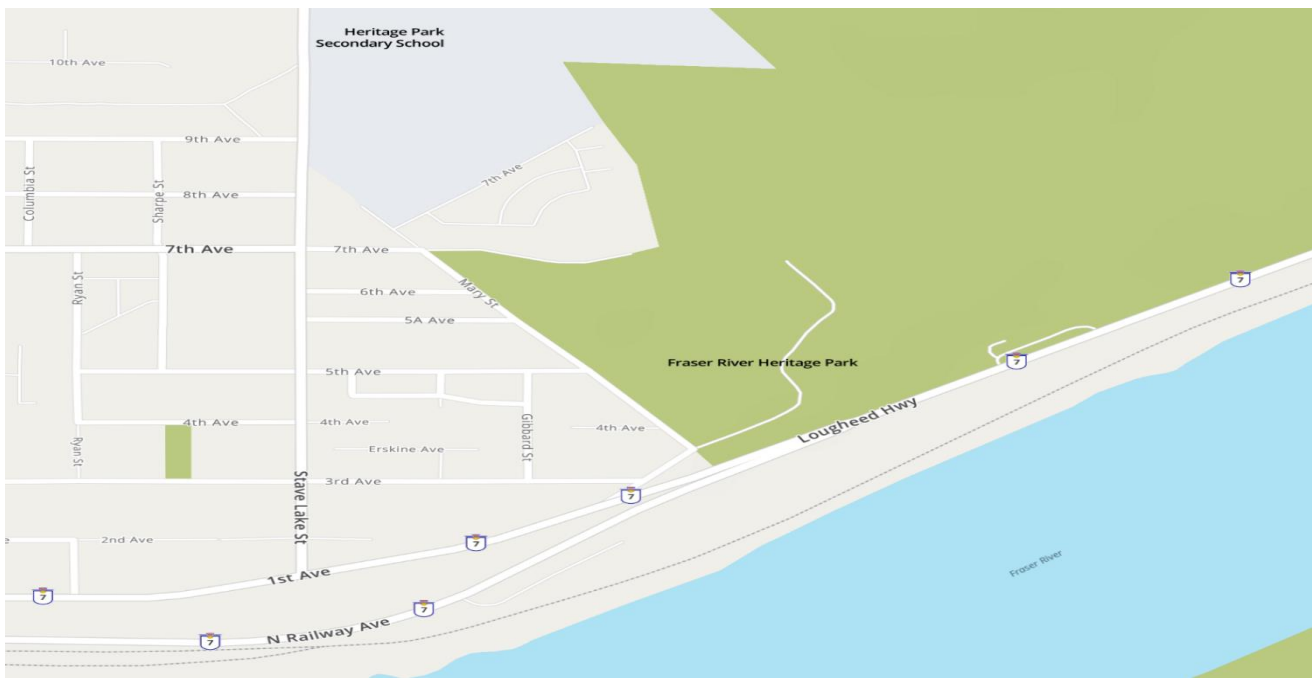 Heritage Park
Secondary School
10th Ave
9th Ave
7th Ave
Columbia St
Sharpe St
8th Ave
7th Ave
7th Ave
Ryan St
6th Ave
Mary St
7
5A Ave
5th Ave
Fraser River Heritage Park
7
Lougheed Hwy
4th Ave
4th Ave
Gibbard St
4th Ave
Ryan St
Erskine Ave
3rd Ave
Stave Lake St
7
2nd Ave
7
Fraser River
1st Ave
7
7
N Railway Ave
7